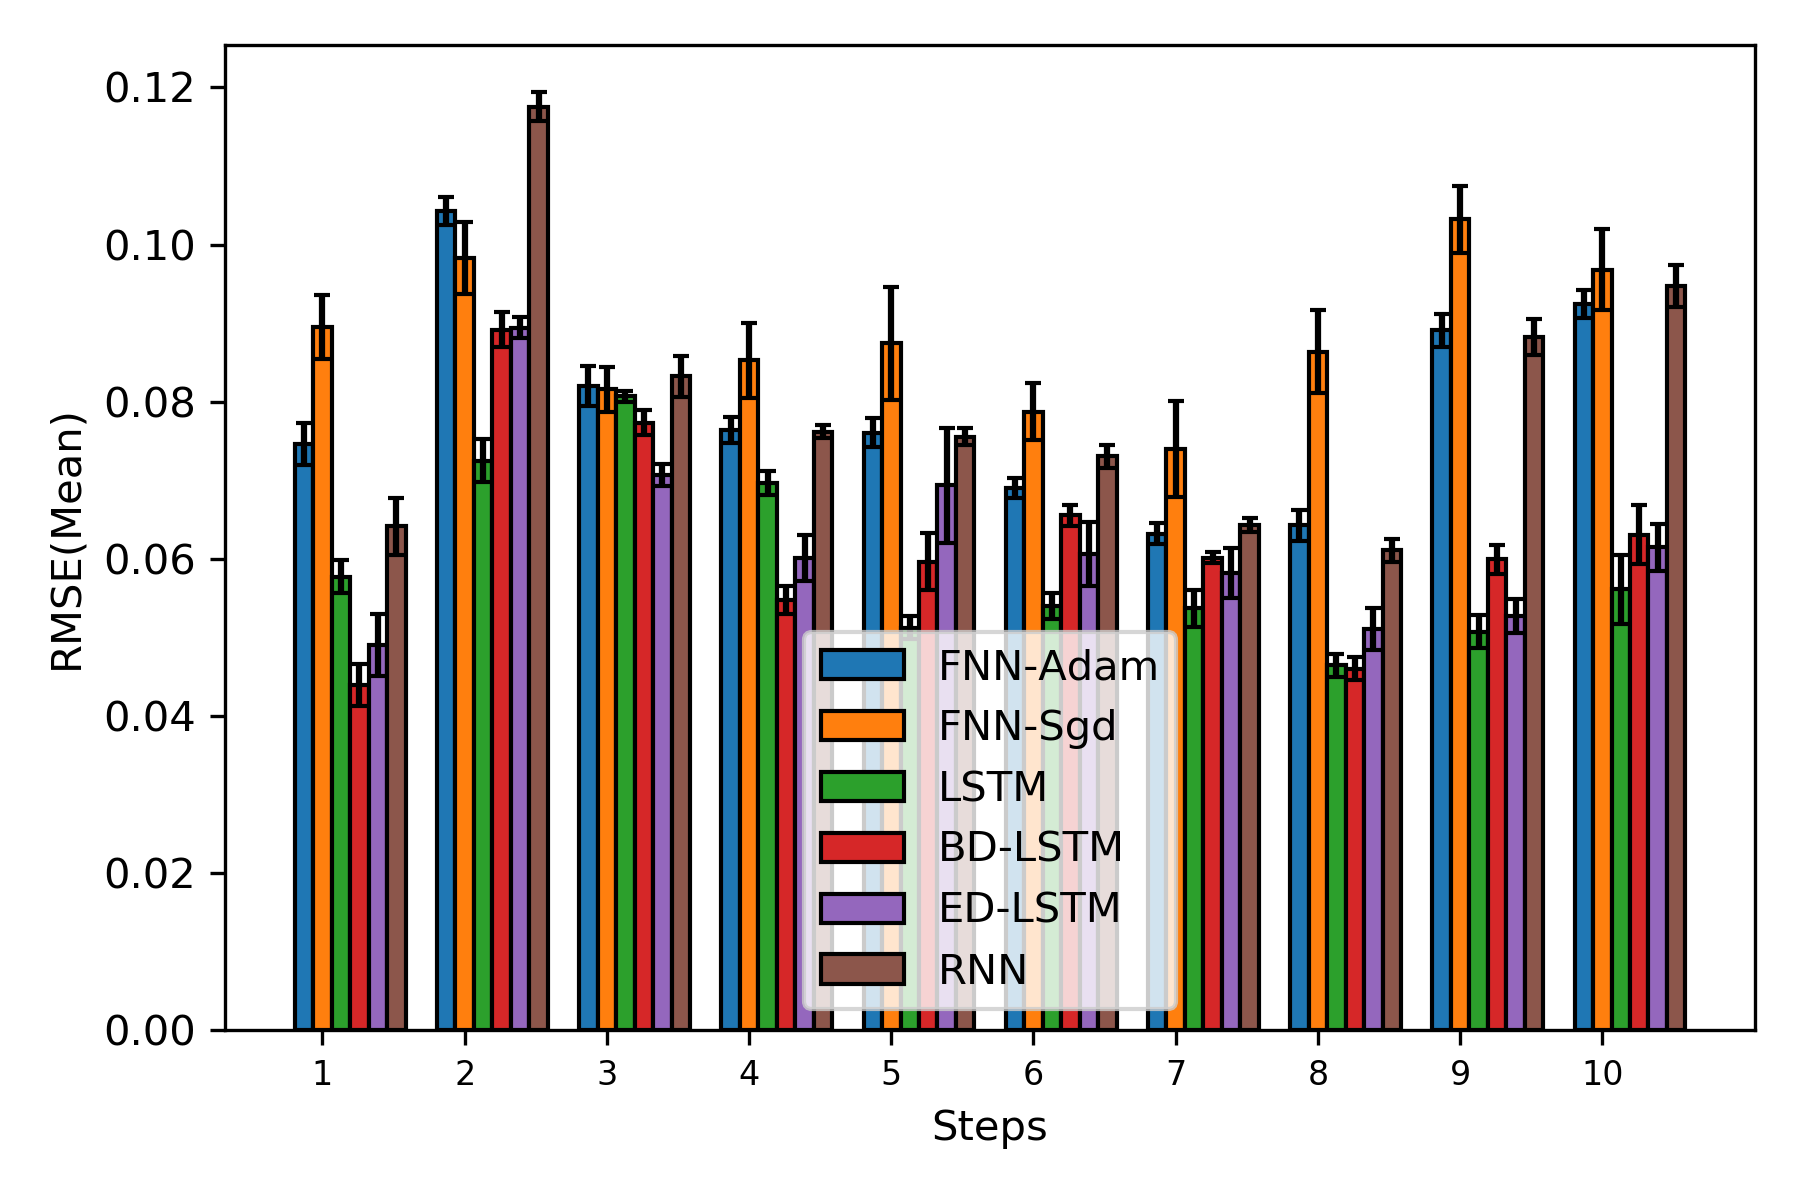 0.12
0.10
0.08
0.06
0.04
0.02
0.00
RMSE(Mean)
FNN-Adam
FNN-Sgd
LSTM
BD-LSTM
ED-LSTM
RNN
1 2 3 4 5 6 7 8 9 10
Steps